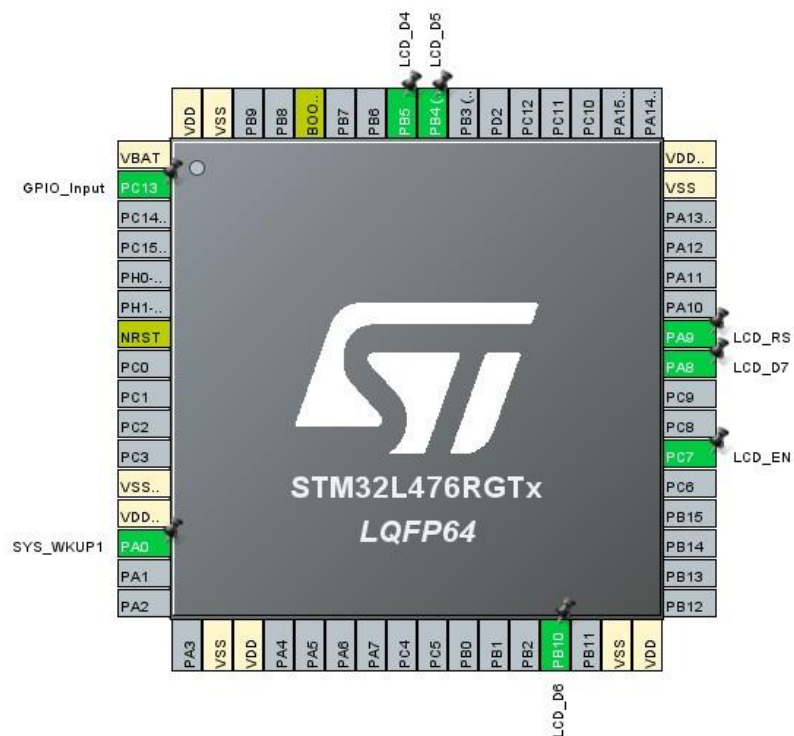 LCD_D4
LCD_D5
VDD
VSS
PB9
PB8
BOO..
PB7
PB6
PB5
PB4 (..
PB3 (..
PD2
PC12
PC11
PC10
PA15..
PA14..
VBAT
GPIO_Input PC13
PC14..
PC15..
PH0-..
PH1-..
NRST
PC0
PC1
PC2
PC3
VSS..
VDD..
SYS_WKUP1 PA0
PA1
PA2
ST
STM32L476RGTx
LQFP64
VDD..
VSS
PA13..
PA12
PA11
PA10
PA9 LCD_RS
PA8 LCD_D7
PC9
PC8
PC7 LCD_EN
PC6
PB15
PB14
PB13
PB12
PA3
VSS
VDD
PA4
PA5
PA6
PA7
PC4
PC5
PB0
PB1
PB2
PB10
PB11
VSS
VDD
LCD_D6